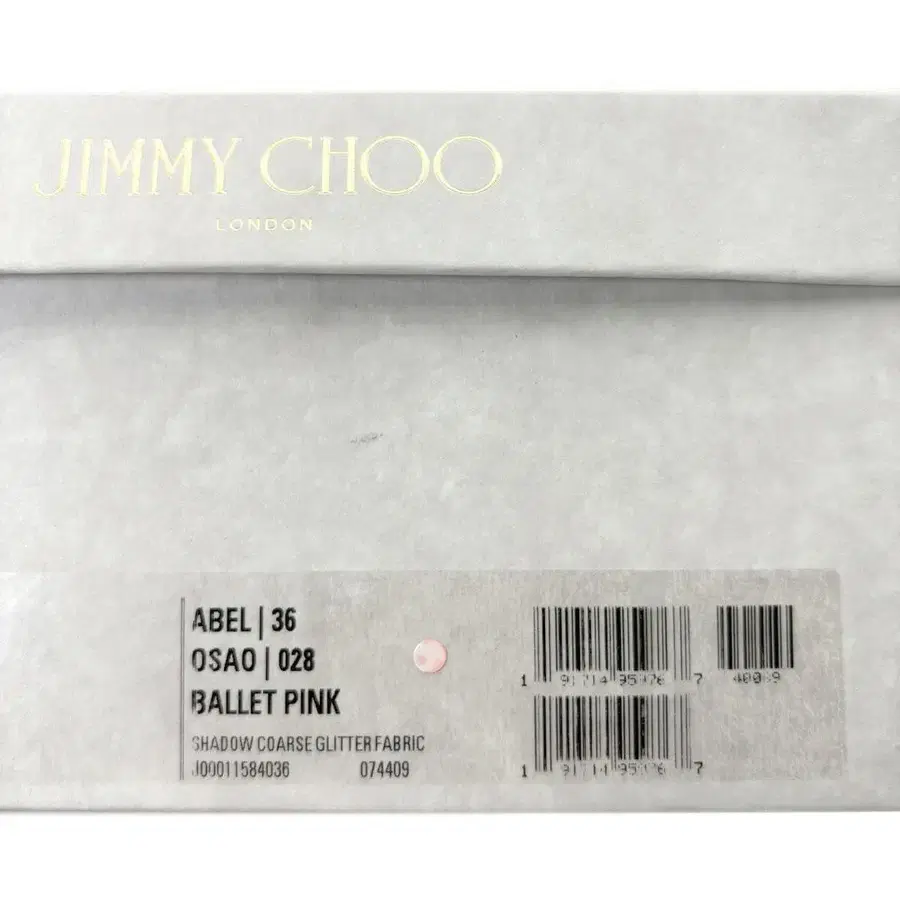 JIMMY CHOO
LONDON
ABEL | 36
OSAO | 028
BALLET PINK
SHADOW COARSE GLITTER FABRIC
J00011584036 074409